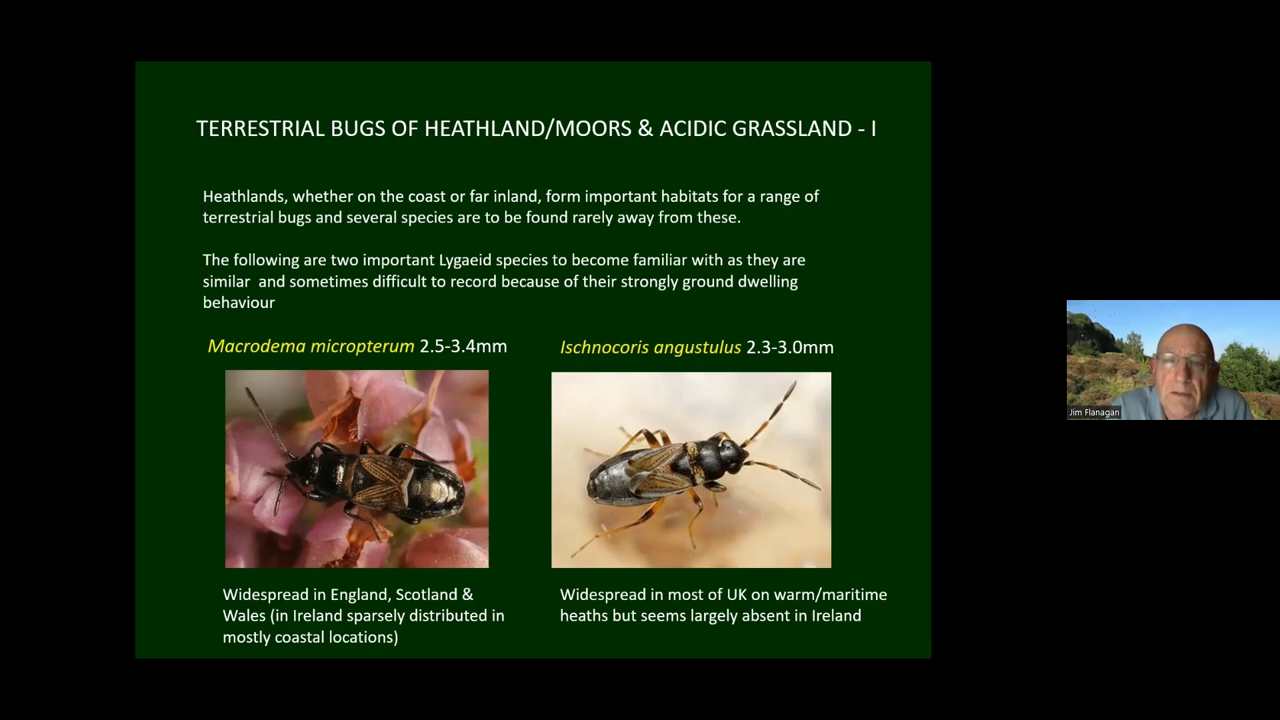 TERRESTRIAL BUGS OF HEATHLAND/MOORS & ACIDIC GRASSLAND - I
Heathlands, whether on the coast or far inland, form important habitats for a range of
terrestrial bugs and several species are to be found rarely away from these.
The following are two important Lygaeid species to become familiar with as they are
similar  and sometimes difficult to record because of their strongly ground dwelling
behaviour
Macrodema micropterum 2.5-3.4mm
Widespread in England, Scotland &
Wales (in Ireland sparsely distributed in
mostly coastal locations)
Ischnocoris angustulus 2.3-3.0mm
Widespread in most of UK on warm/maritime
heaths but seems largely absent in Ireland
Jim Flanagan